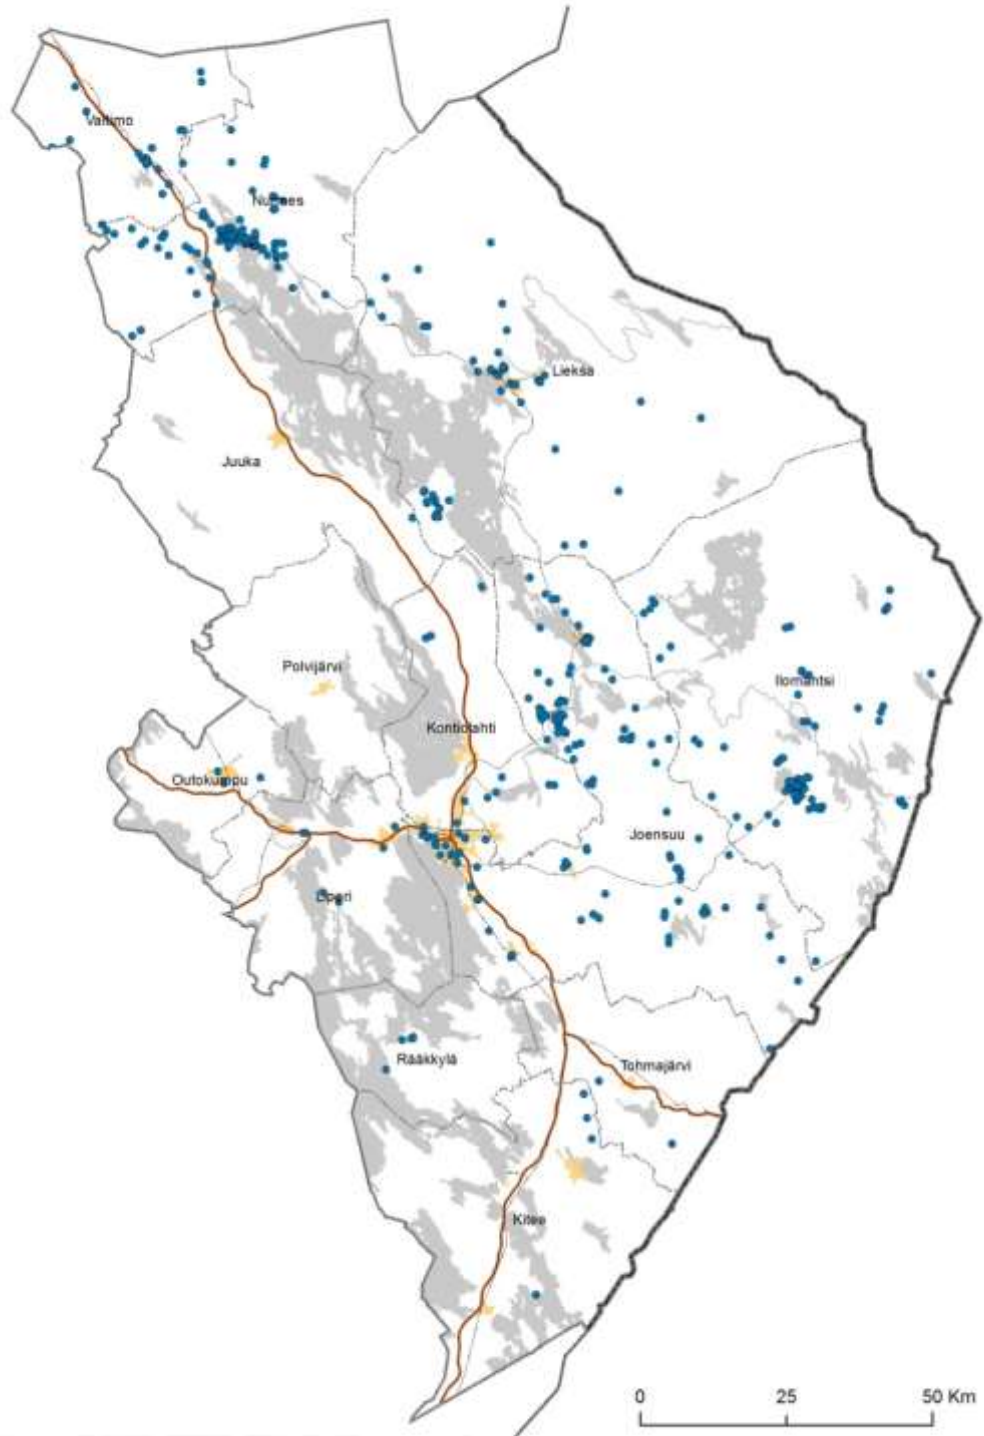 Valtimo
Nurmes
Lieksa
Juuka
Polvijärvi
Ilomantsi
Kontiolahti
Outokumpu
Joensuu
Liperi
Rääkkylä
Tohmajärvi
Kitee
0 25 50 Km